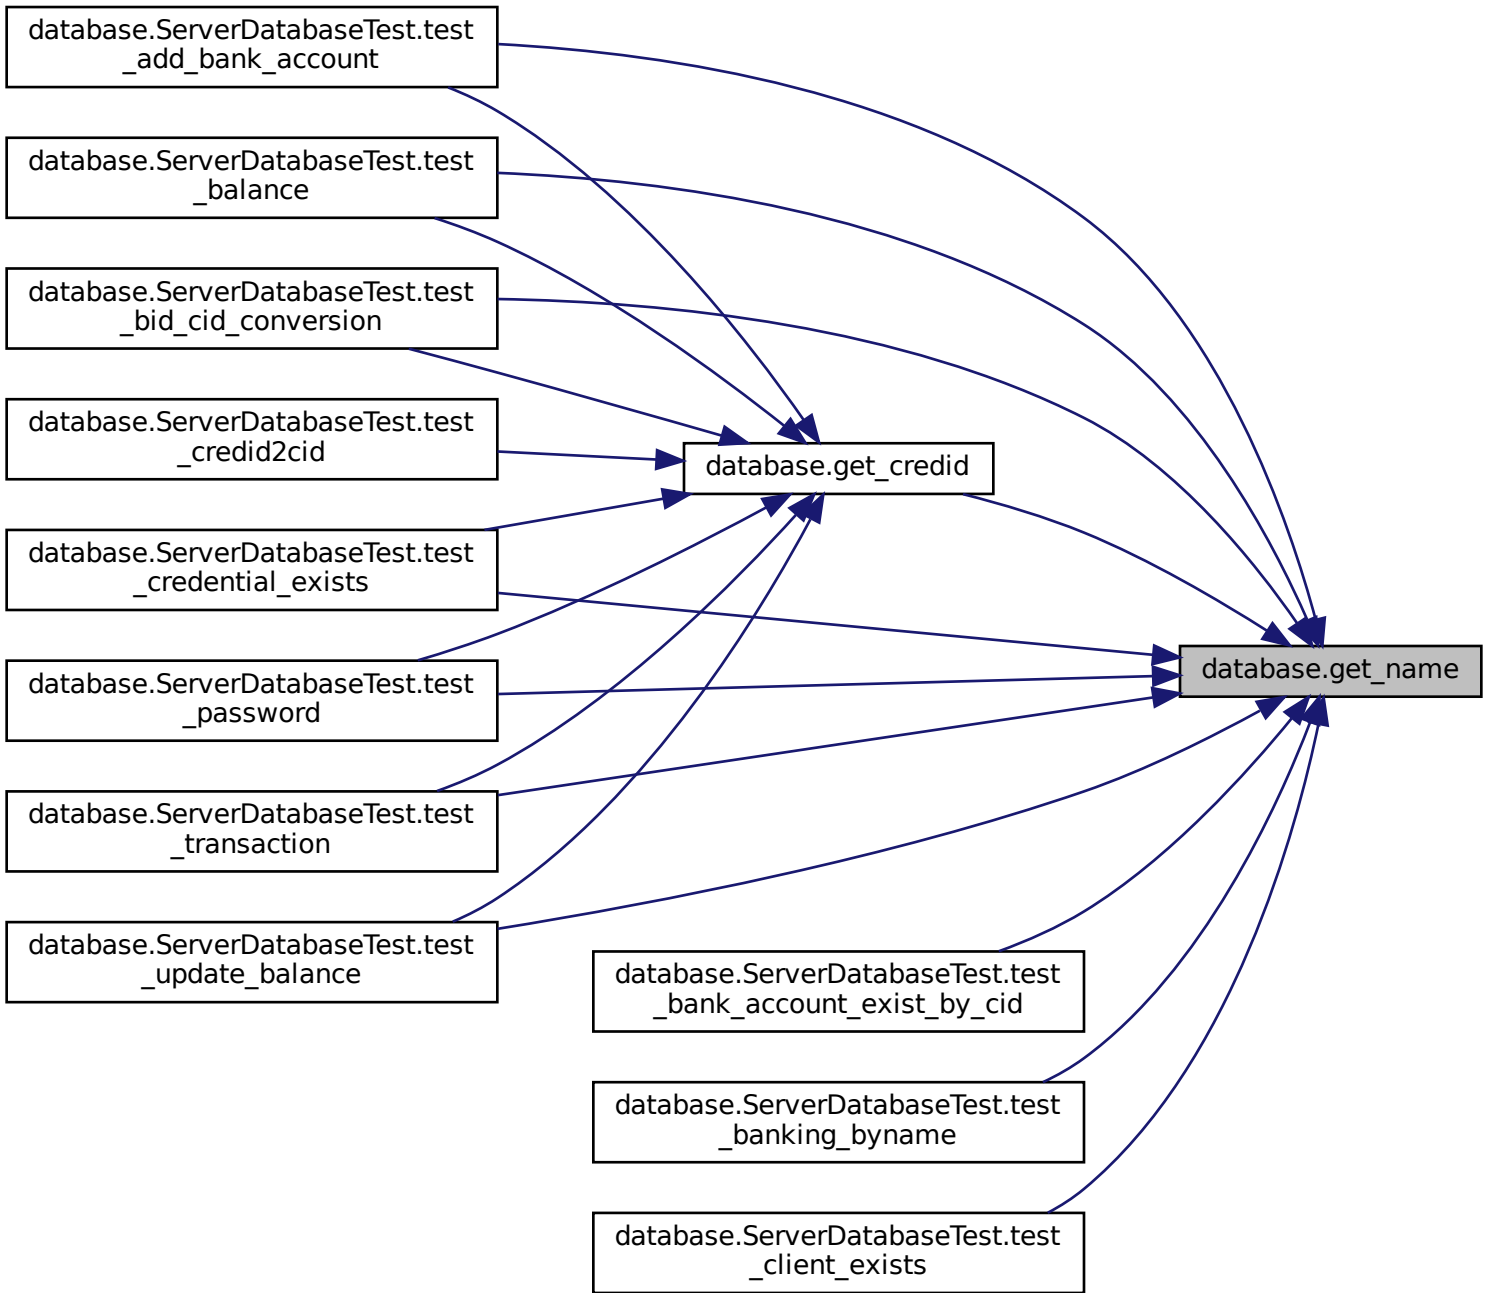 database.ServerDatabaseTest.test
_add_bank_account
database.ServerDatabaseTest.test
_balance
database.ServerDatabaseTest.test
_bid_cid_conversion
database.ServerDatabaseTest.test
_credid2cid
database.get_credid
database.ServerDatabaseTest.test
_credential_exists
database.get_name
database.ServerDatabaseTest.test
_password
database.ServerDatabaseTest.test
_transaction
database.ServerDatabaseTest.test
_update_balance
database.ServerDatabaseTest.test
_bank_account_exist_by_cid
database.ServerDatabaseTest.test
_banking_byname
database.ServerDatabaseTest.test
_client_exists